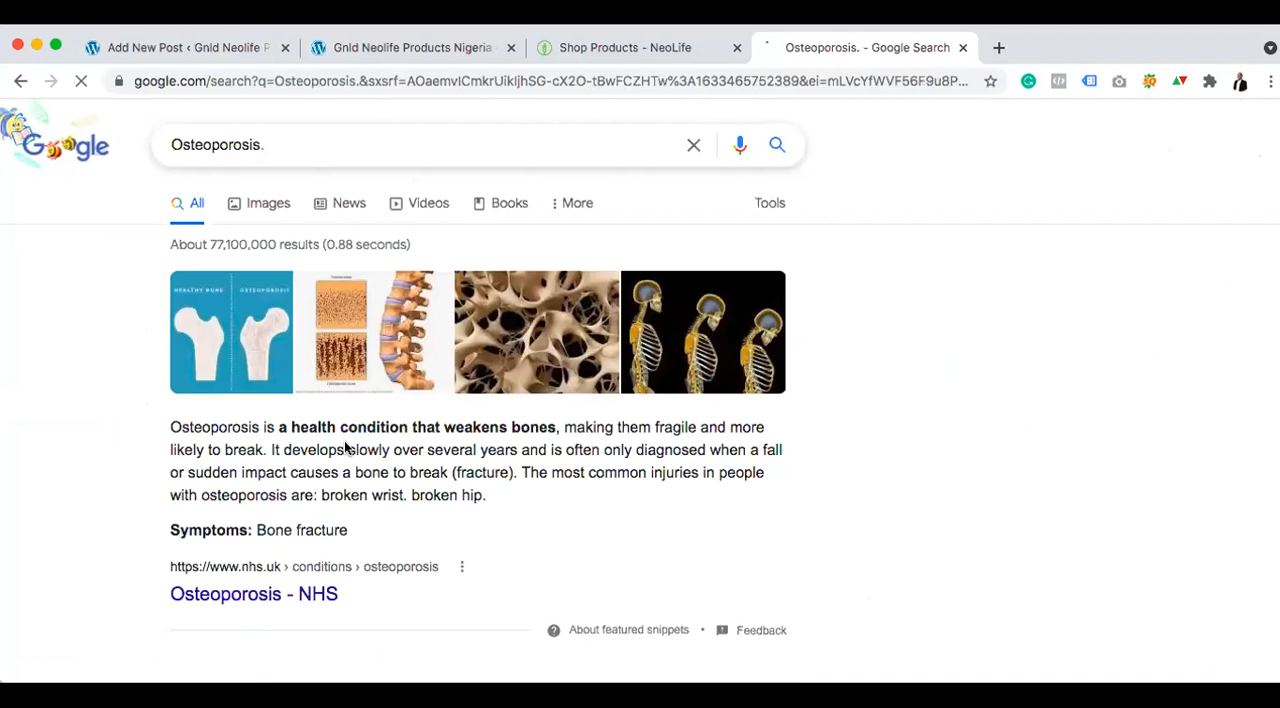 Add New Post ‹ Gnld Neolife P
Gnld Neolife Products Nigeria
Shop Products - NeoLife
Osteoporosis. - Google Search
google.com/search?q=Osteoporosis.&sxsrf=AOaemvICmkrUikIjhSG-cX2O-tBwFCZHTw%3A1633465752389&ei=mLVcYfWVF56F9u8P...
Google
Osteoporosis.
All Images News Videos Books More Tools
About 77,100,000 results (0.88 seconds)
HEALTHY BONE OSTEOPOROSIT
Osteoporosis is a health condition that weakens bones, making them fragile and more
likely to break. It develops slowly over several years and is often only diagnosed when a fall
or sudden impact causes a bone to break (fracture). The most common injuries in people
with osteoporosis are: broken wrist. broken hip.
Symptoms: Bone fracture
https://www.nhs.uk › conditions › osteoporosis
Osteoporosis - NHS
About featured snippets • Feedback